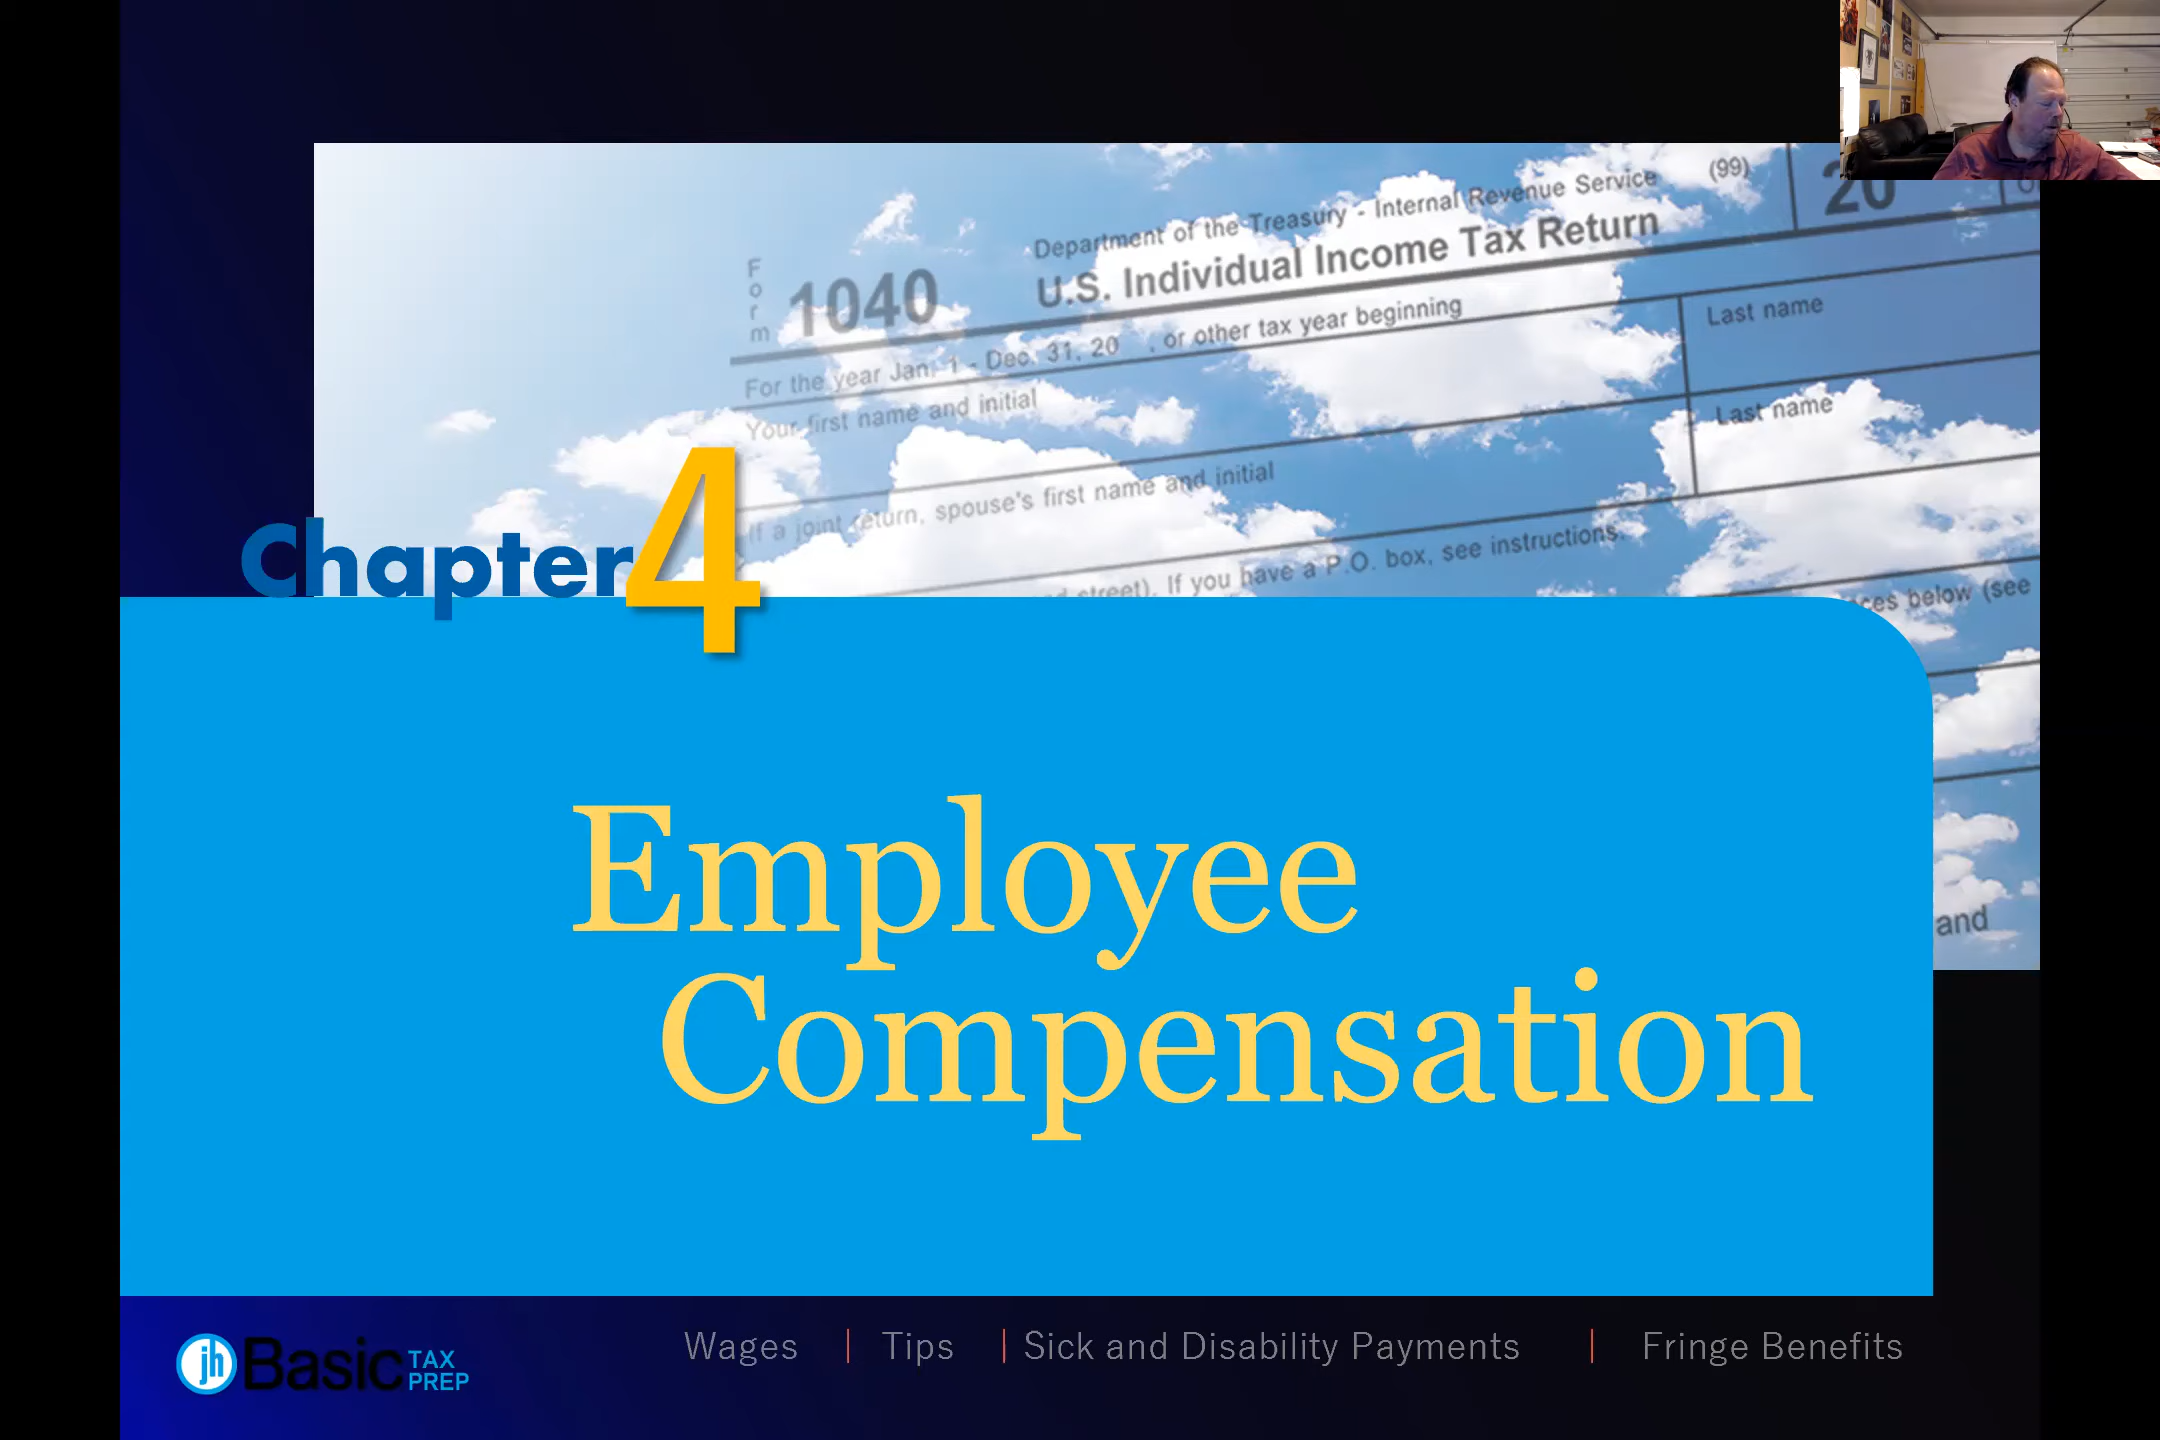 Department of the Treasury - Internal Revenue Service (99)
Form 1040 U.S. Individual Income Tax Return 20
For the year Jan. 1 - Dec. 31, 20 , or other tax year beginning
Your first name and initial
Last name
If a joint return, spouse's first name and initial
Last name
street). If you have a P.O. box, see instructions.
below (see
and
Chapter 4
Employee
Compensation
jh Basic TAX PREP
Wages | Tips | Sick and Disability Payments | Fringe Benefits